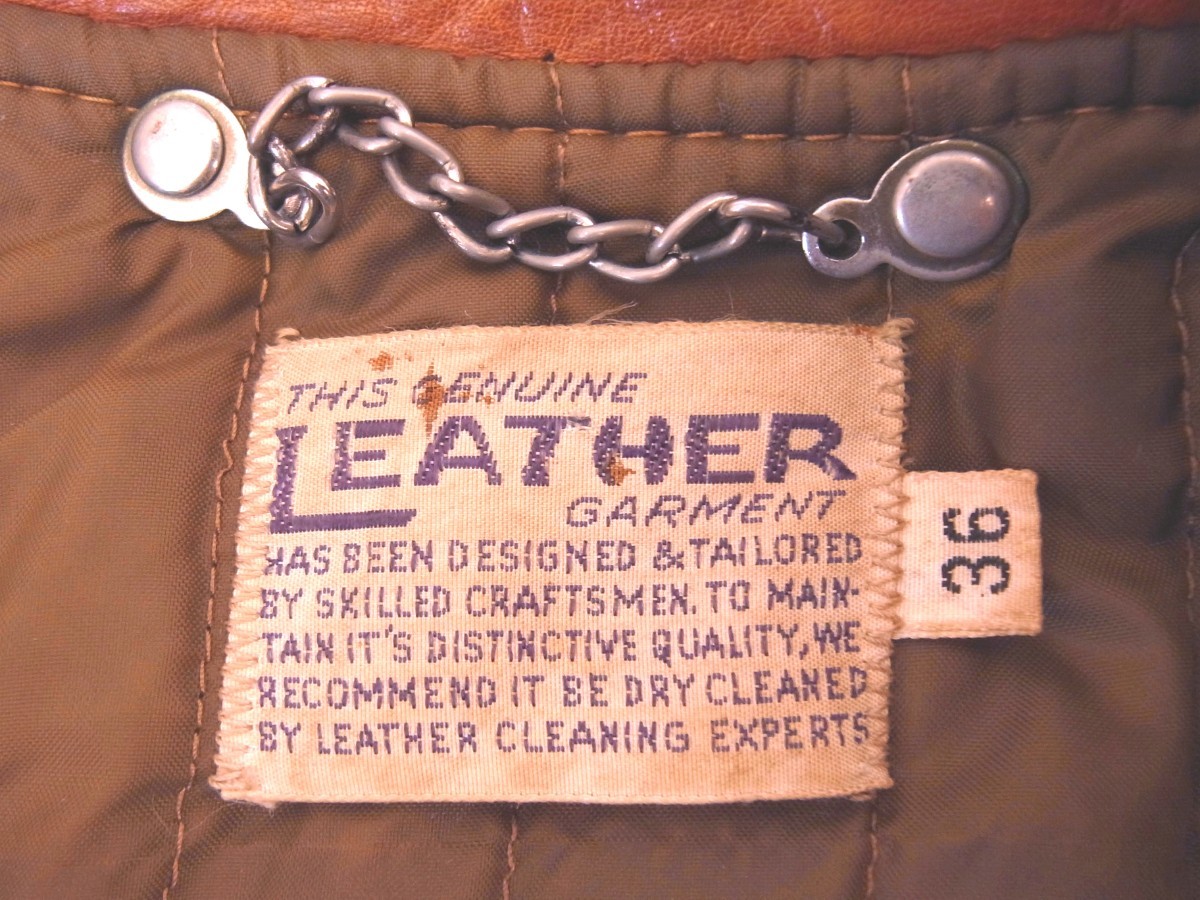 THIS GENUINE
LEATHER
GARMENT
HAS BEEN DESIGNED & TAILORED
BY SKILLED CRAFTSMEN. TO MAIN-
TAIN IT'S DISTINCTIVE QUALITY, WE
RECOMMEND IT BE DRY CLEANED
BY LEATHER CLEANING EXPERTS
36